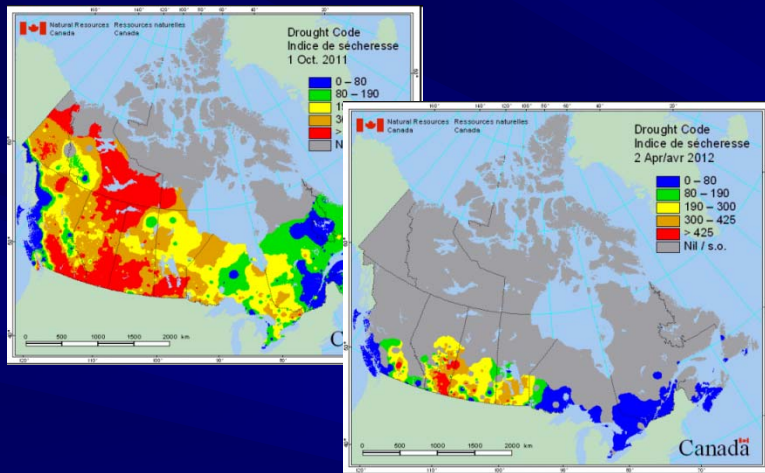 Natural Resources Ressources naturelles
Canada Canada
Drought Code
Indice de sécheresse
1 Oct. 2011
0 – 80
80 - 190
0 500 1000 1500 2000 km
Natural Resources Ressources naturelles
Canada Canada
Drought Code
Indice de sécheresse
2 Apr/avr 2012
0 – 80
80 - 190
190 – 300
300 – 425
> 425
Nil / s.o.
0 500 1000 1500 2000 km
Canada